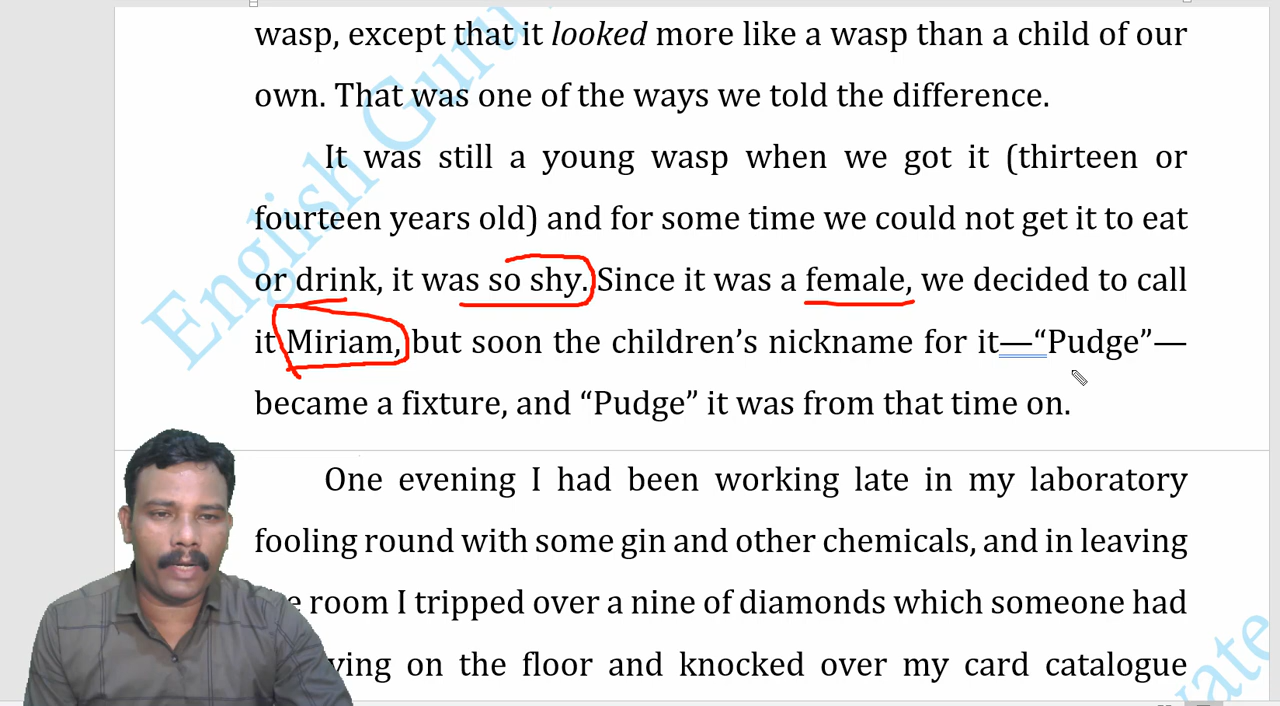 wasp, except that it looked more like a wasp than a child of our
own. That was one of the ways we told the difference.
It was still a young wasp when we got it (thirteen or
fourteen years old) and for some time we could not get it to eat
or drink, it was so shy. Since it was a female, we decided to call
it Miriam, but soon the children’s nickname for it—“Pudge”—
became a fixture, and “Pudge” it was from that time on.
One evening I had been working late in my laboratory
fooling round with some gin and other chemicals, and in leaving
room I tripped over a nine of diamonds which someone had
on the floor and knocked over my card catalogue
English Guru